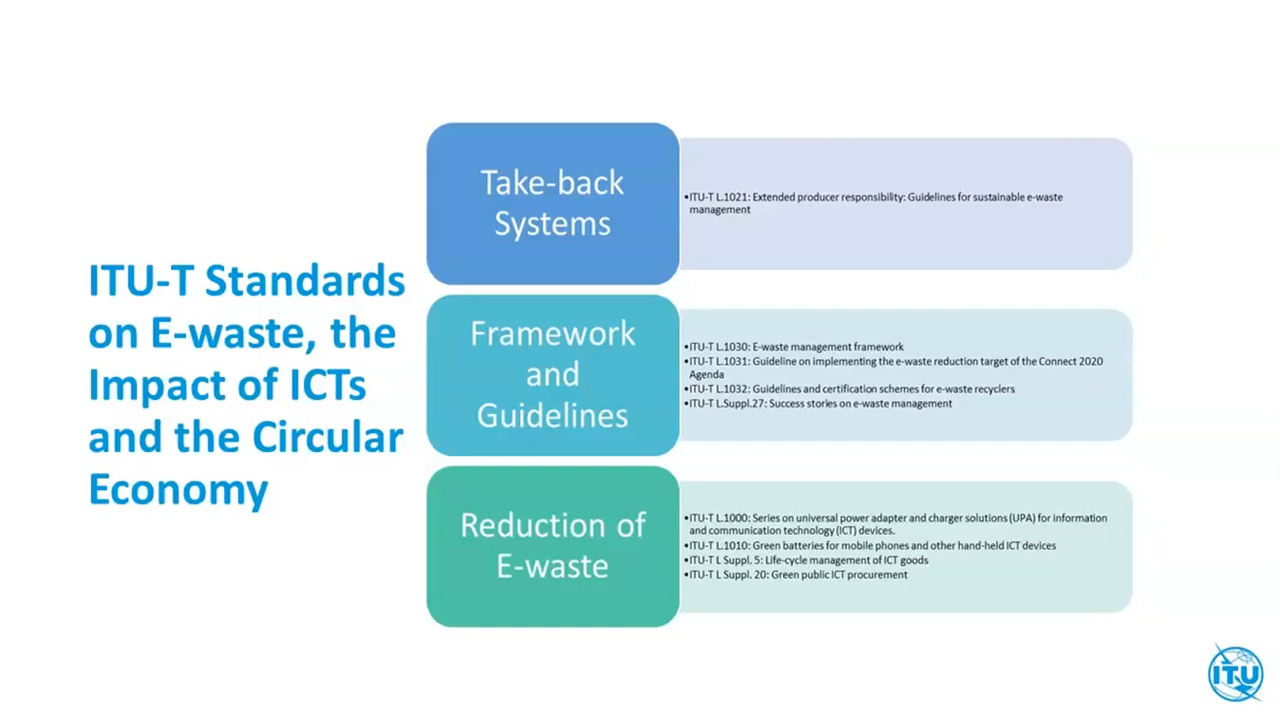 ITU-T Standards
on E-waste, the
Impact of ICTs
and the Circular
Economy
Take-back
Systems
•ITU-T L.1021: Extended producer responsibility: Guidelines for sustainable e-waste
management
Framework
and
Guidelines
•ITU-T L.1030: E-waste management framework
•ITU-T L.1031: Guideline on implementing the e-waste reduction target of the Connect 2020
Agenda
•ITU-T L.1032: Guidelines and certification schemes for e-waste recyclers
•ITU-T L.Suppl.27: Success stories on e-waste management
Reduction of
E-waste
•ITU-T L.1000: Series on universal power adapter and charger solutions (UPA) for information
and communication technology (ICT) devices.
•ITU-T L.1010: Green batteries for mobile phones and other hand-held ICT devices
•ITU-T L Suppl. 5: Life-cycle management of ICT goods
•ITU-T L Suppl. 20: Green public ICT procurement
ITU